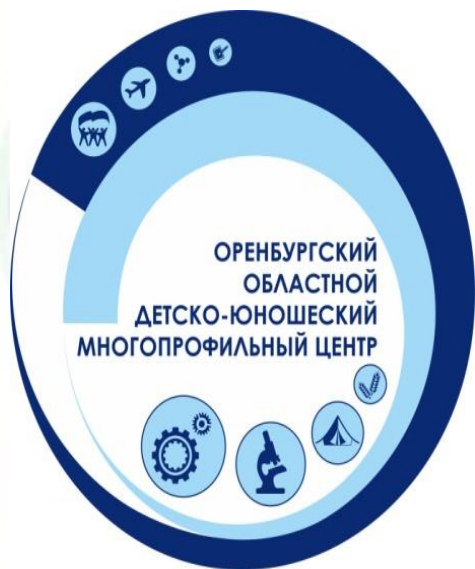 ОРЕНБУРГСКИЙ
ОБЛАСТНОЙ
ДЕТСКО-ЮНОШЕСКИЙ
МНОГОПРОФИЛЬНЫЙ ЦЕНТР